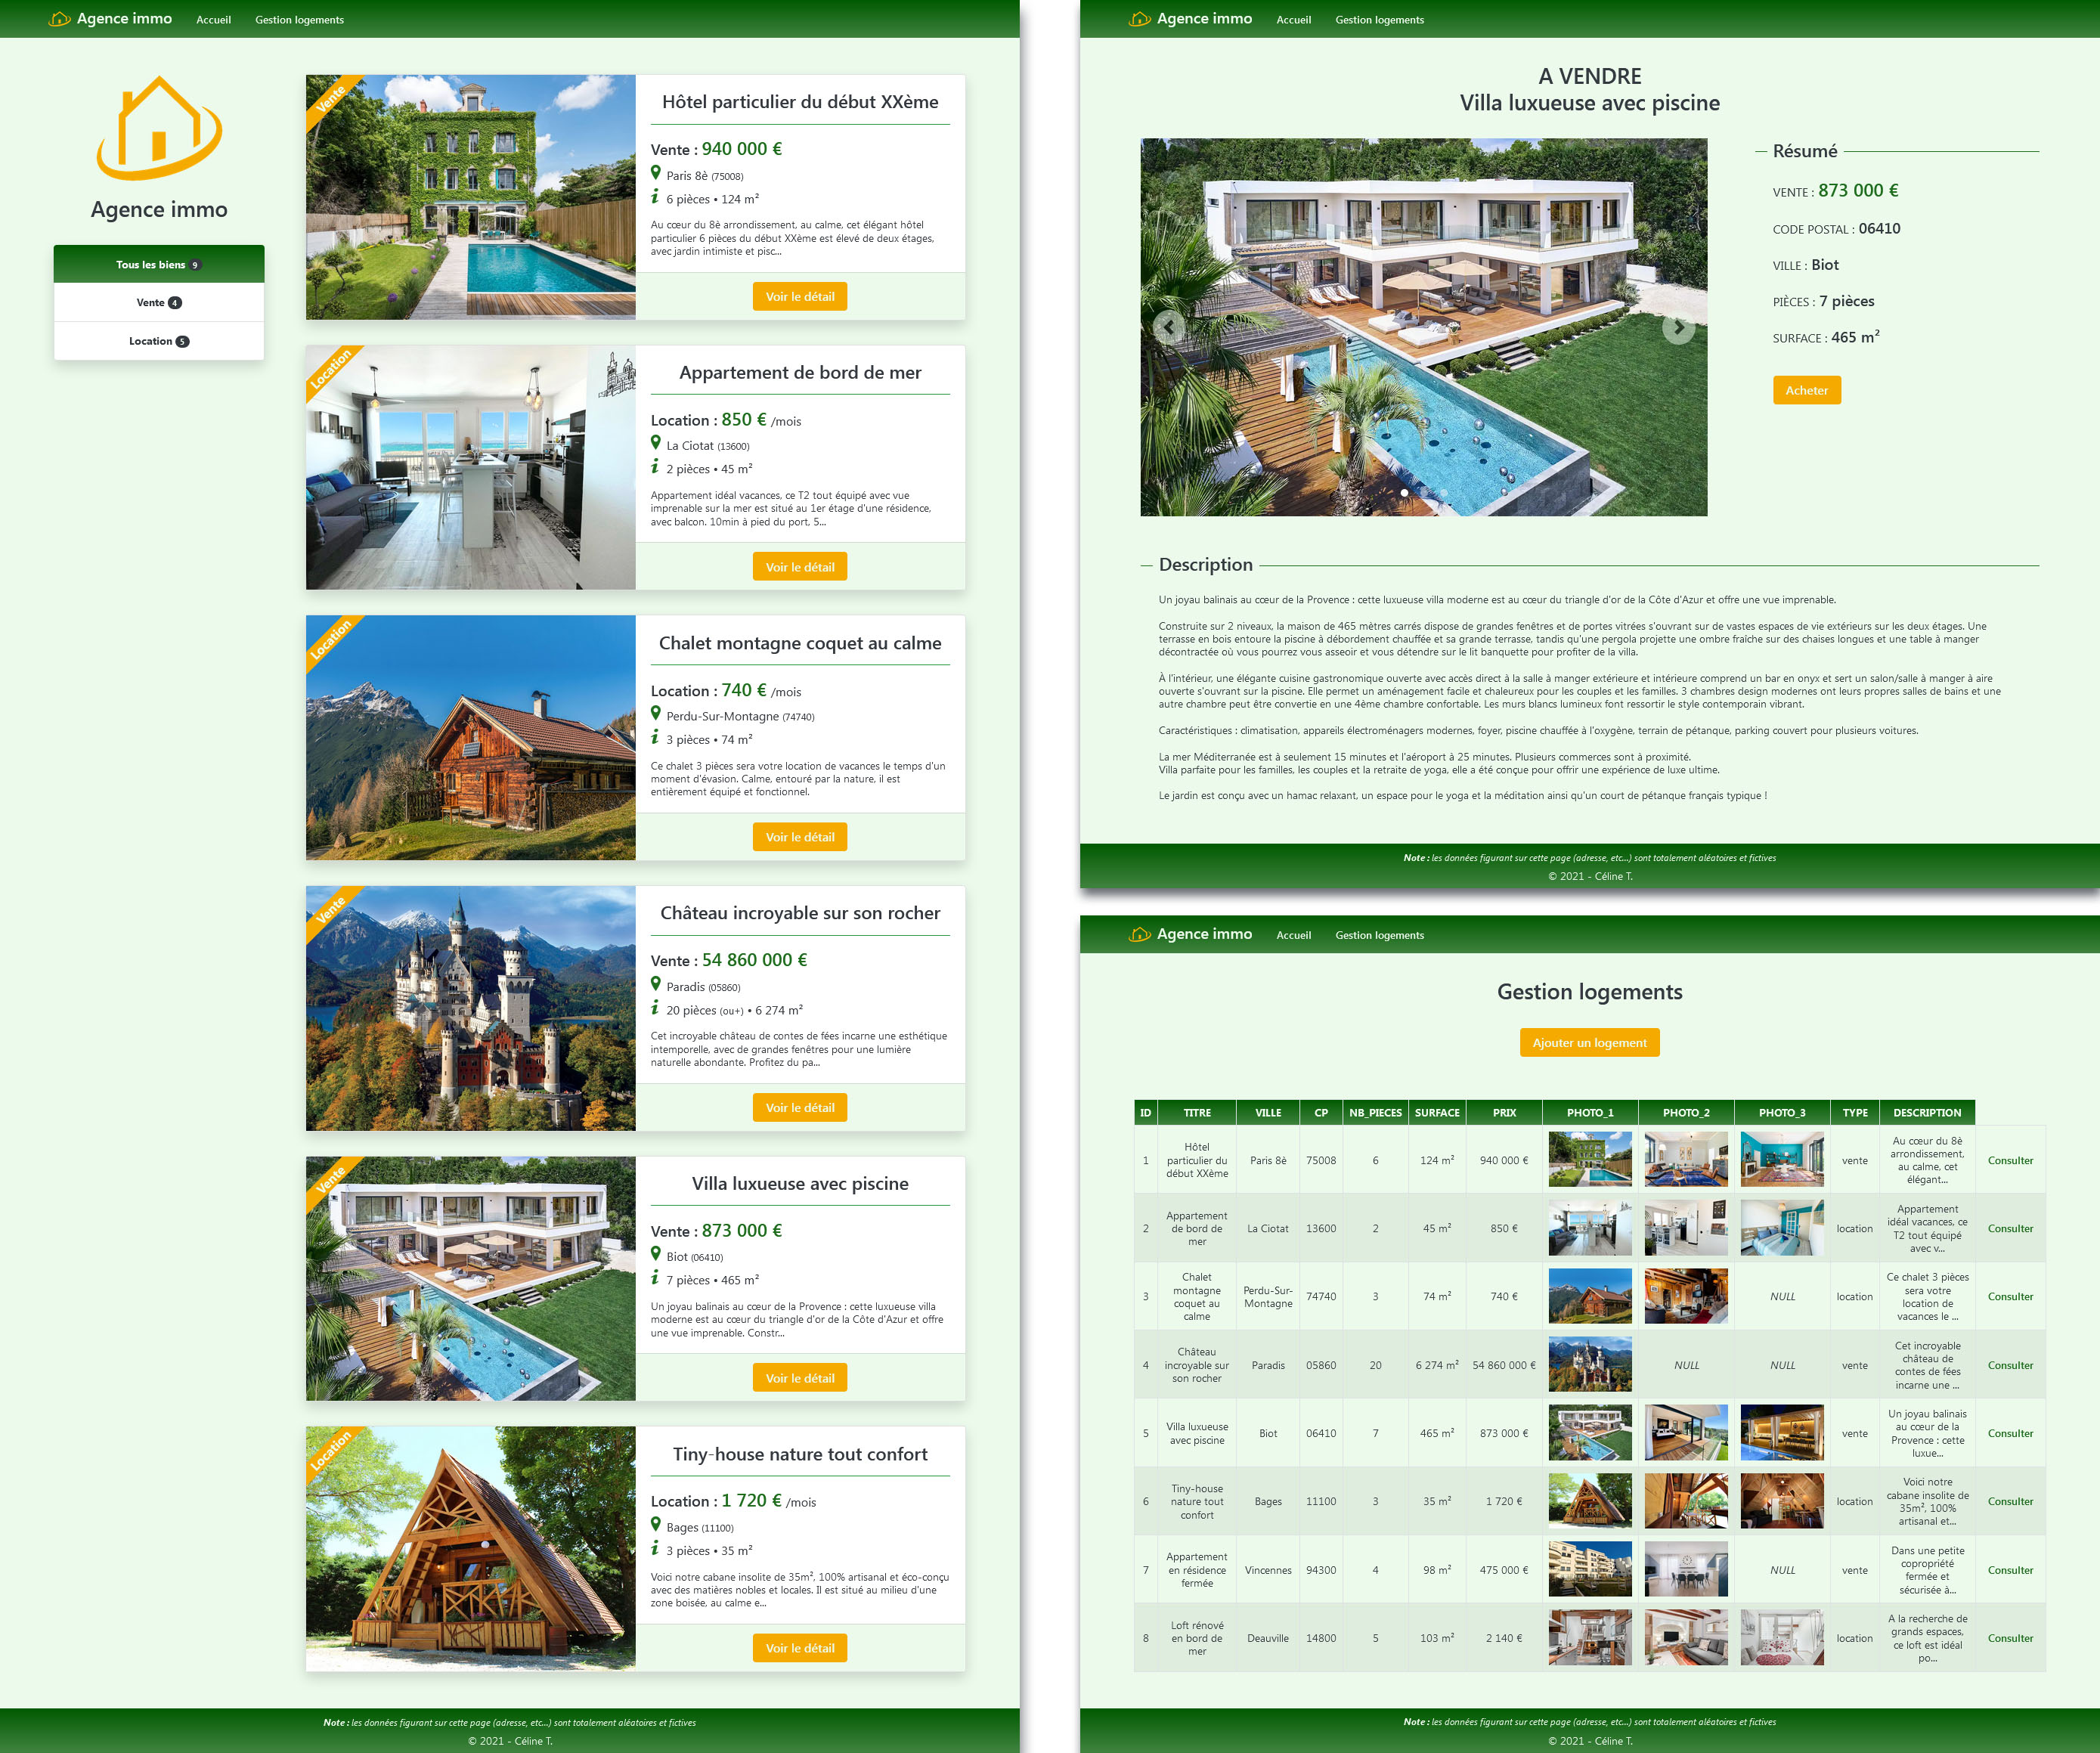 Agence immo Accueil Gestion logements
Agence immo
Tous les biens 9
Vente 4
Location 5
Vente
Hôtel particulier du début XXème
Vente : 940 000 €
Paris 8è (75008)
6 pièces • 124 m²
Au cœur du 8è arrondissement, au calme, cet élégant hôtel
particulier 6 pièces du début XXème est élevé de deux étages,
avec jardin intimiste et pisc...
Voir le détail
Location
Appartement de bord de mer
Location : 850 € /mois
La Ciotat (13600)
2 pièces • 45 m²
Appartement idéal vacances, ce T2 tout équipé avec vue
imprenable sur la mer est situé au 1er étage d'une résidence,
avec balcon. 10min à pied du port, 5...
Voir le détail
Location
Chalet montagne coquet au calme
Location : 740 € /mois
Perdu-Sur-Montagne (74740)
3 pièces • 74 m²
Ce chalet 3 pièces sera votre location de vacances le temps d'un
moment d'évasion. Calme, entouré par la nature, il est
entièrement équipé et fonctionnel.
Voir le détail
Vente
Château incroyable sur son rocher
Vente : 54 860 000 €
Paradis (05860)
20 pièces (ou+) • 6 274 m²
Cet incroyable château de contes de fées incarne une esthétique
intemporelle, avec de grandes fenêtres pour une lumière
naturelle abondante. Profitez du pa...
Voir le détail
Vente
Villa luxueuse avec piscine
Vente : 873 000 €
Biot (06410)
7 pièces • 465 m²
Un joyau balinais au cœur de la Provence : cette luxueuse villa
moderne est au cœur du triangle d'or de la Côte d'Azur et offre
une vue imprenable. Constr...
Voir le détail
Location
Tiny-house nature tout confort
Location : 1 720 € /mois
Bages (11100)
3 pièces • 35 m²
Voici notre cabane insolite de 35m², 100% artisanal et éco-conçu
avec des matières nobles et locales. Il est situé au milieu d'une
zone boisée, au calme e...
Voir le détail
Note : les données figurant sur cette page (adresse, etc...) sont totalement aléatoires et fictives
© 2021 - Céline T.
Agence immo Accueil Gestion logements
A VENDRE
Villa luxueuse avec piscine
Résumé
VENTE : 873 000 €
CODE POSTAL : 06410
VILLE : Biot
PIÈCES : 7 pièces
SURFACE : 465 m²
Acheter
Description
Un joyau balinais au cœur de la Provence : cette luxueuse villa moderne est au cœur du triangle d'or de la Côte d'Azur et offre une vue imprenable.
Construite sur 2 niveaux, la maison de 465 mètres carrés dispose de grandes fenêtres et de portes vitrées s'ouvrant sur de vastes espaces de vie extérieurs sur les deux étages. Une
terrasse en bois entoure la piscine à débordement chauffée et sa grande terrasse, tandis qu'une pergola projette une ombre fraîche sur des chaises longues et une table à manger
décontractée où vous pourrez vous asseoir et vous détendre sur le lit banquette pour profiter de la villa.
À l'intérieur, une élégante cuisine gastronomique ouverte avec accès direct à la salle à manger extérieure et intérieure comprend un bar en onyx et sert un salon/salle à manger à aire
ouverte s'ouvrant sur la piscine. Elle permet un aménagement facile et chaleureux pour les couples et les familles. 3 chambres design modernes ont leurs propres salles de bains et une
autre chambre peut être convertie en une 4ème chambre confortable. Les murs blancs lumineux font ressortir le style contemporain vibrant.
Caractéristiques : climatisation, appareils électroménagers modernes, foyer, piscine chauffée à l'oxygène, terrain de pétanque, parking couvert pour plusieurs voitures.
La mer Méditerranée est à seulement 15 minutes et l'aéroport à 25 minutes. Plusieurs commerces sont à proximité.
Villa parfaite pour les familles, les couples et la retraite de yoga, elle a été conçue pour offrir une expérience de luxe ultime.
Le jardin est conçu avec un hamac relaxant, un espace pour le yoga et la méditation ainsi qu'un court de pétanque français typique !
Note : les données figurant sur cette page (adresse, etc...) sont totalement aléatoires et fictives
© 2021 - Céline T.
Agence immo Accueil Gestion logements
Gestion logements
Ajouter un logement
ID TITRE VILLE CP NB_PIECES SURFACE PRIX PHOTO_1 PHOTO_2 PHOTO_3 TYPE DESCRIPTION
1 Hôtel particulier du début XXème Paris 8è 75008 6 124 m² 940 000 € vente Au cœur du 8è arrondissement, au calme, cet élégant... Consulter
2 Appartement de bord de mer La Ciotat 13600 2 45 m² 850 € location Appartement idéal vacances, ce T2 tout équipé avec v... Consulter
3 Chalet montagne coquet au calme Perdu-Sur-Montagne 74740 3 74 m² 740 € NULL location Ce chalet 3 pièces sera votre location de vacances le ... Consulter
4 Château incroyable sur son rocher Paradis 05860 20 6 274 m² 54 860 000 € NULL NULL vente Cet incroyable château de contes de fées incarne une ... Consulter
5 Villa luxueuse avec piscine Biot 06410 7 465 m² 873 000 € vente Un joyau balinais au cœur de la Provence : cette luxue... Consulter
6 Tiny-house nature tout confort Bages 11100 3 35 m² 1 720 € location Voici notre cabane insolite de 35m², 100% artisanal et... Consulter
7 Appartement en résidence fermée Vincennes 94300 4 98 m² 475 000 € NULL vente Dans une petite copropriété fermée et sécurisée à... Consulter
8 Loft rénové en bord de mer Deauville 14800 5 103 m² 2 140 € location A la recherche de grands espaces, ce loft est idéal po... Consulter
Note : les données figurant sur cette page (adresse, etc...) sont totalement aléatoires et fictives
© 2021 - Céline T.